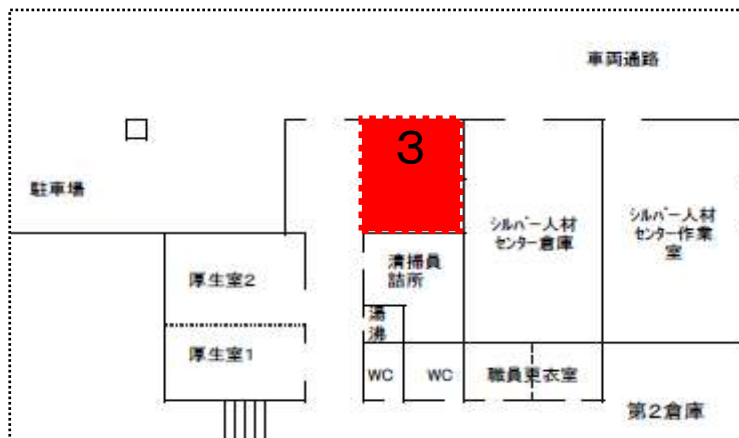 車両通路
3
駐車場
シルバー人材
センター倉庫
シルバー人材
センター作業
室
清掃員
詰所
厚生室2
湯
沸
厚生室1
WC
WC
職員更衣室
第2倉庫